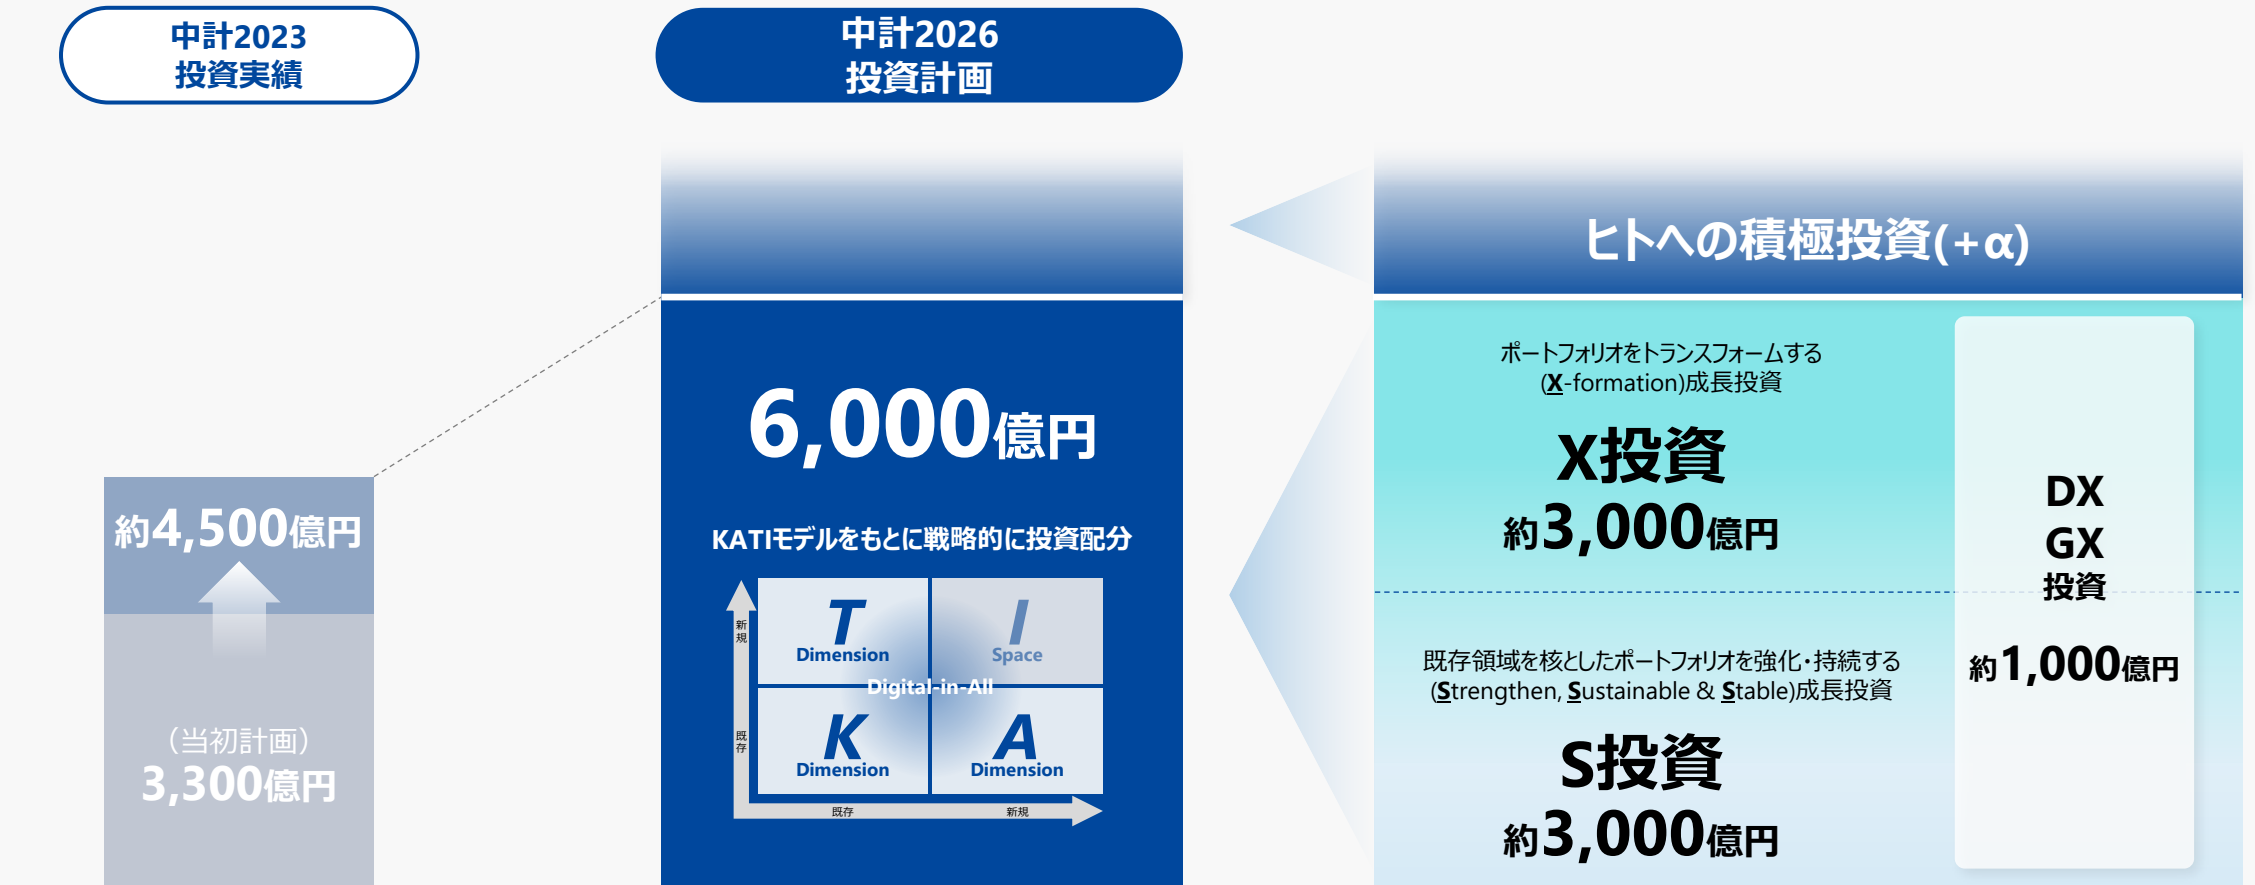 中計2023
投資実績
約4,500億円
（当初計画）
3,300億円
中計2026
投資計画
6,000億円
KATIモデルをもとに戦略的に投資配分
新規
既存
T
Dimension
I
Space
Digital-in-All
K
Dimension
A
Dimension
既存
新規
ヒトへの積極投資(+α)
ポートフォリオをトランスフォームする
(X-formation)成長投資
X投資
約3,000億円
既存領域を核としたポートフォリオを強化・持続する
(Strengthen, Sustainable & Stable)成長投資
S投資
約3,000億円
DX
GX
投資
約1,000億円